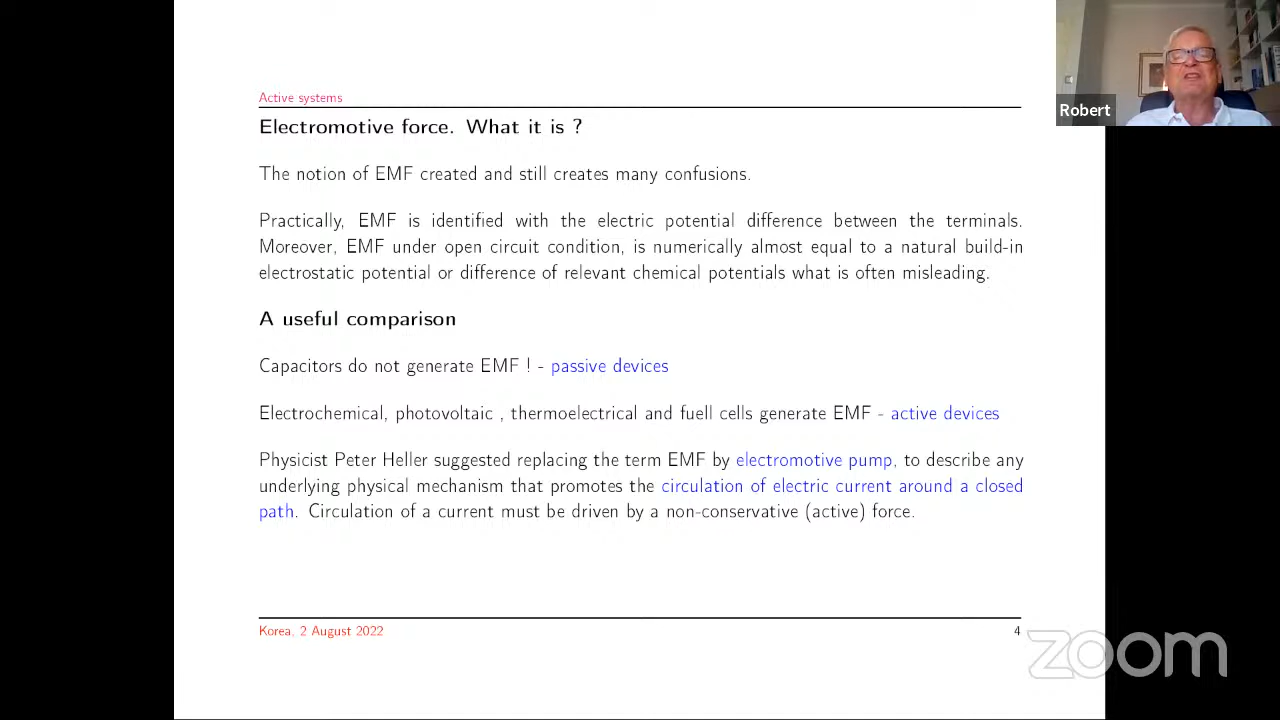 Active systems
Electromotive force. What it is ?
The notion of EMF created and still creates many confusions.
Practically, EMF is identified with the electric potential difference between the terminals.
Moreover, EMF under open circuit condition, is numerically almost equal to a natural build-in
electrostatic potential or difference of relevant chemical potentials what is often misleading.
A useful comparison
Capacitors do not generate EMF ! - passive devices
Electrochemical, photovoltaic , thermoelectrical and fuell cells generate EMF - active devices
Physicist Peter Heller suggested replacing the term EMF by electromotive pump, to describe any
underlying physical mechanism that promotes the circulation of electric current around a closed
path. Circulation of a current must be driven by a non-conservative (active) force.
Korea, 2 August 2022
4
Robert
zoom